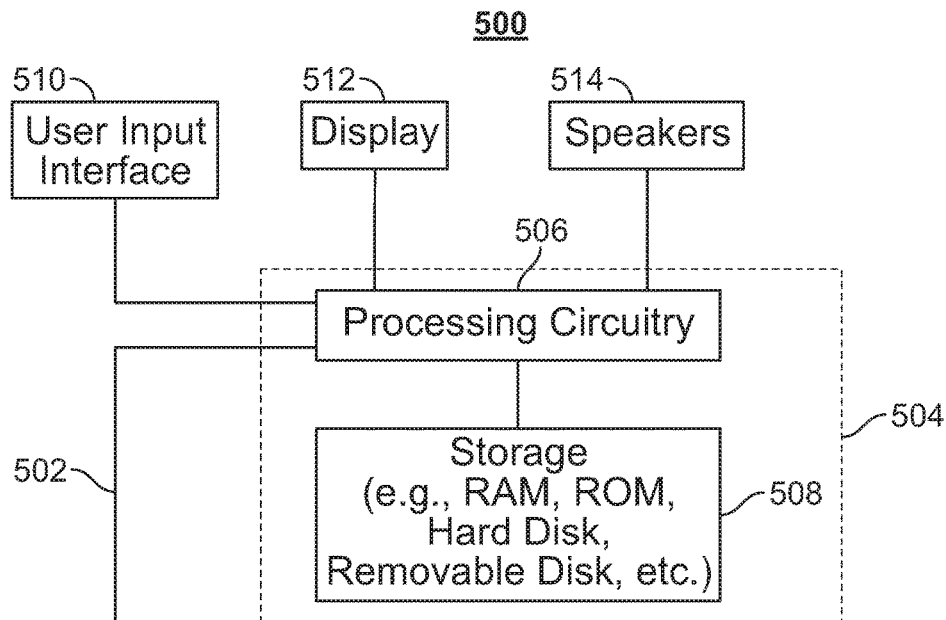 500
510
User Input
Interface
512
Display
514
Speakers
506
Processing Circuitry
504
502
Storage
(e.g., RAM, ROM,
Hard Disk,
Removable Disk, etc.)
508